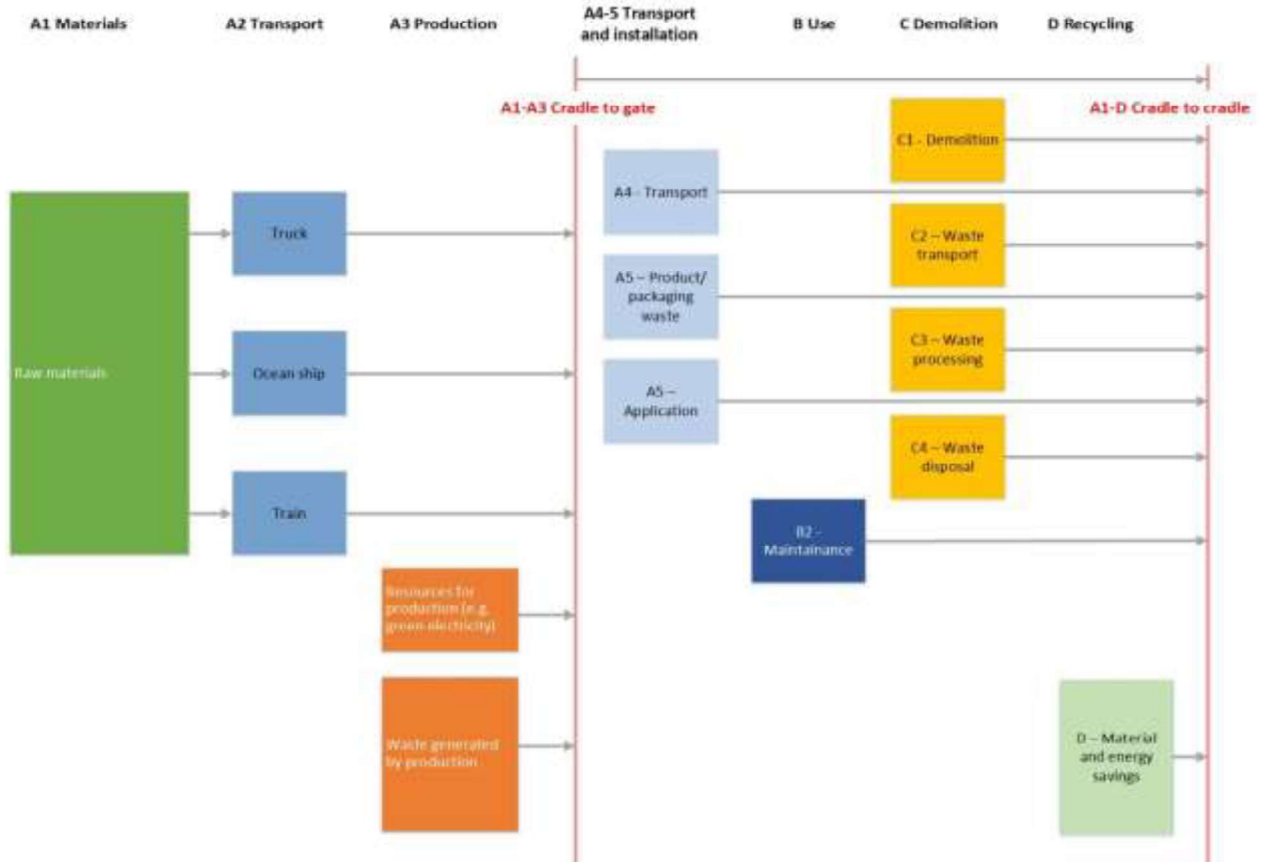 A1 Materials
A2 Transport
A3 Production
A4-5 Transport
and installation
B Use
C Demolition
D Recycling
A1-A3 Cradle to gate
A1-D Cradle to cradle
C1 - Demolition
A4 - Transport
Truck
C2 – Waste
transport
A5 – Product/
packaging
waste
C3 – Waste
processing
Raw materials
Ocean ship
A5 –
Application
C4 – Waste
disposal
Train
B2 -
Maintainance
Resources for
production (e.g.
green electricity)
Waste generated
by production
D – Material
and energy
savings